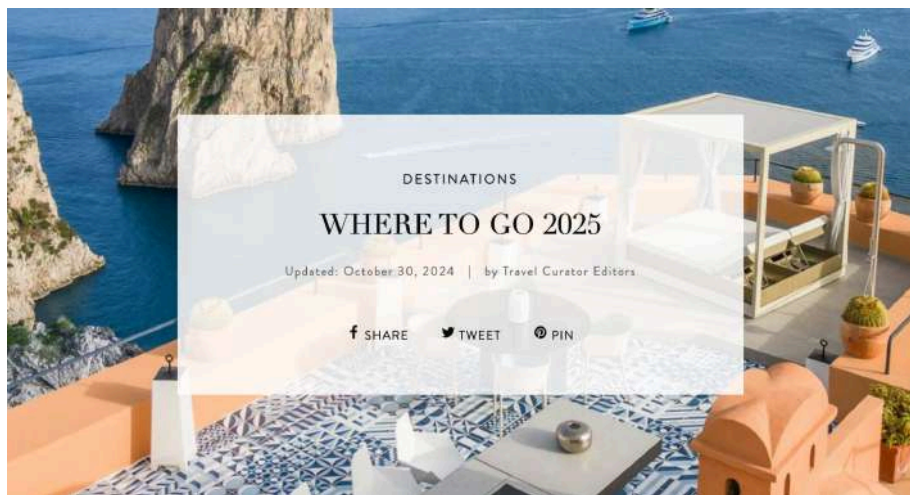 DESTINATIONS
WHERE TO GO 2025
Updated: October 30, 2024 | by Travel Curator Editors
SHARE TWEET PIN